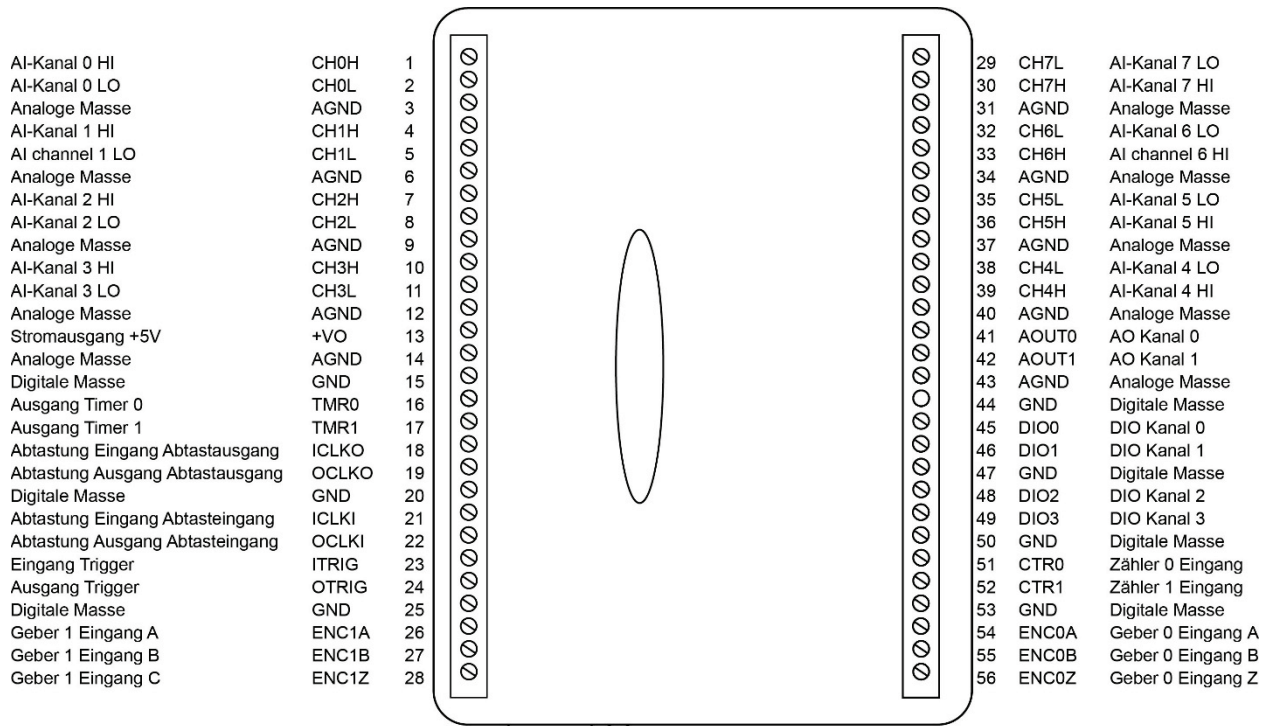 AI-Kanal 0 HI CH0H 1
AI-Kanal 0 LO CH0L 2
Analoge Masse AGND 3
AI-Kanal 1 HI CH1H 4
AI channel 1 LO CH1L 5
Analoge Masse AGND 6
AI-Kanal 2 HI CH2H 7
AI-Kanal 2 LO CH2L 8
Analoge Masse AGND 9
AI-Kanal 3 HI CH3H 10
AI-Kanal 3 LO CH3L 11
Analoge Masse AGND 12
Stromausgang +5V +VO 13
Analoge Masse AGND 14
Digitale Masse GND 15
Ausgang Timer 0 TMR0 16
Ausgang Timer 1 TMR1 17
Abtastung Eingang Abtastausgang ICLKO 18
Abtastung Ausgang Abtastausgang OCLKO 19
Digitale Masse GND 20
Abtastung Eingang Abtasteingang ICLKI 21
Abtastung Ausgang Abtasteingang OCLKI 22
Eingang Trigger ITRIG 23
Ausgang Trigger OTRIG 24
Digitale Masse GND 25
Geber 1 Eingang A ENC1A 26
Geber 1 Eingang B ENC1B 27
Geber 1 Eingang C ENC1Z 28
29 CH7L AI-Kanal 7 LO
30 CH7H AI-Kanal 7 HI
31 AGND Analoge Masse
32 CH6L AI-Kanal 6 LO
33 CH6H AI channel 6 HI
34 AGND Analoge Masse
35 CH5L AI-Kanal 5 LO
36 CH5H AI-Kanal 5 HI
37 AGND Analoge Masse
38 CH4L AI-Kanal 4 LO
39 CH4H AI-Kanal 4 HI
40 AGND Analoge Masse
41 AOUT0 AO Kanal 0
42 AOUT1 AO Kanal 1
43 AGND Analoge Masse
44 GND Digitale Masse
45 DIO0 DIO Kanal 0
46 DIO1 DIO Kanal 1
47 GND Digitale Masse
48 DIO2 DIO Kanal 2
49 DIO3 DIO Kanal 3
50 GND Digitale Masse
51 CTR0 Zähler 0 Eingang
52 CTR1 Zähler 1 Eingang
53 GND Digitale Masse
54 ENC0A Geber 0 Eingang A
55 ENC0B Geber 0 Eingang B
56 ENC0Z Geber 0 Eingang Z